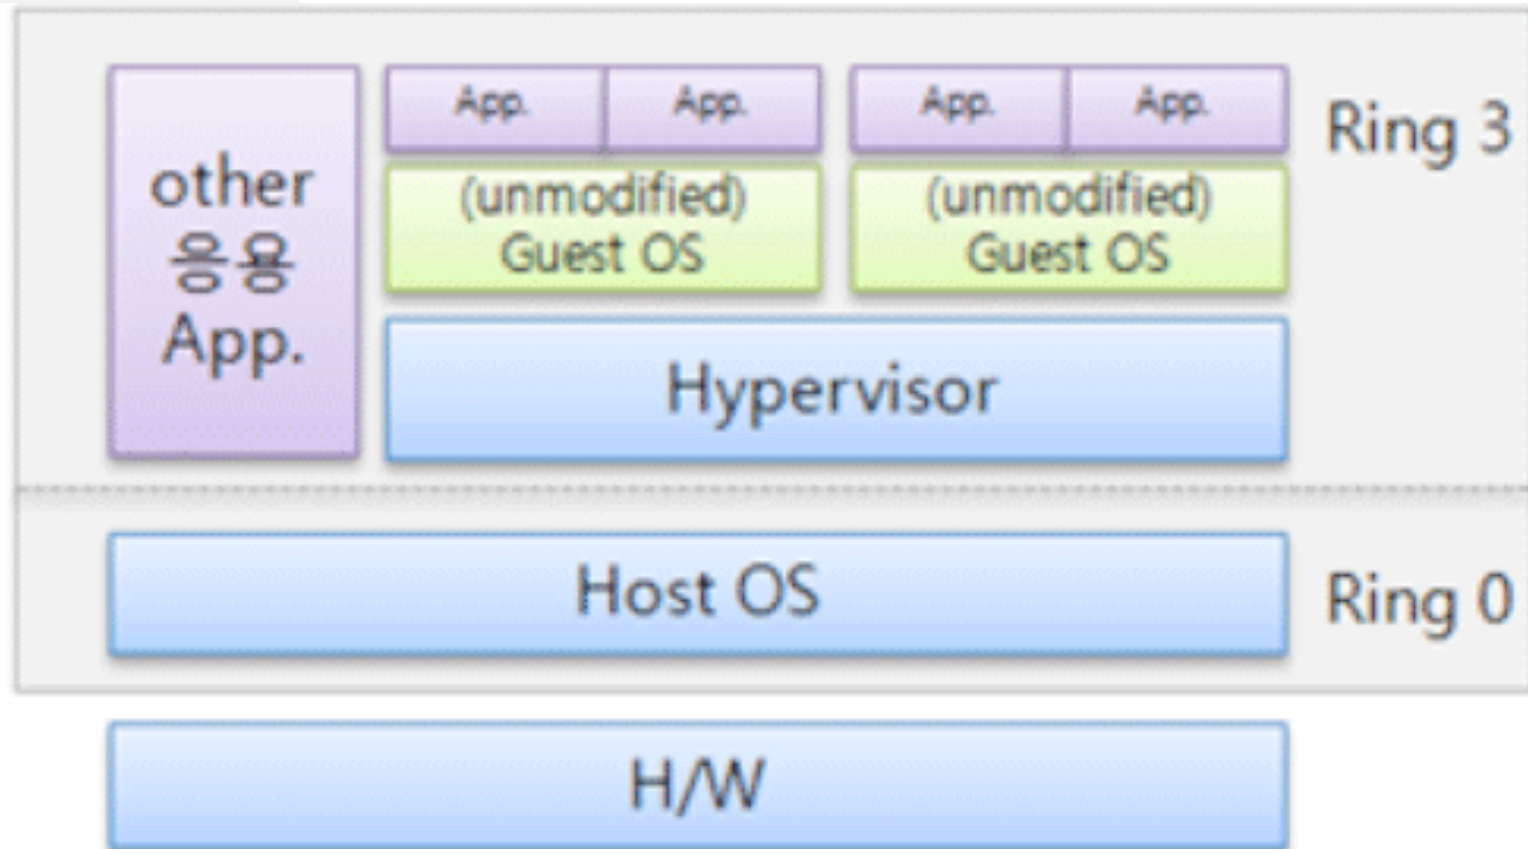 App.
App.
App.
App.
Ring 3
other
응용
App.
(unmodified)
Guest OS
(unmodified)
Guest OS
Hypervisor
Host OS
Ring 0
H/W